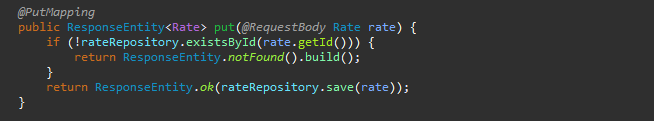 @PutMapping
public ResponseEntity<Rate> put(@RequestBody Rate rate) {
    if (!rateRepository.existsById(rate.getId())) {
        return ResponseEntity.notFound().build();
    }
    return ResponseEntity.ok(rateRepository.save(rate));
}